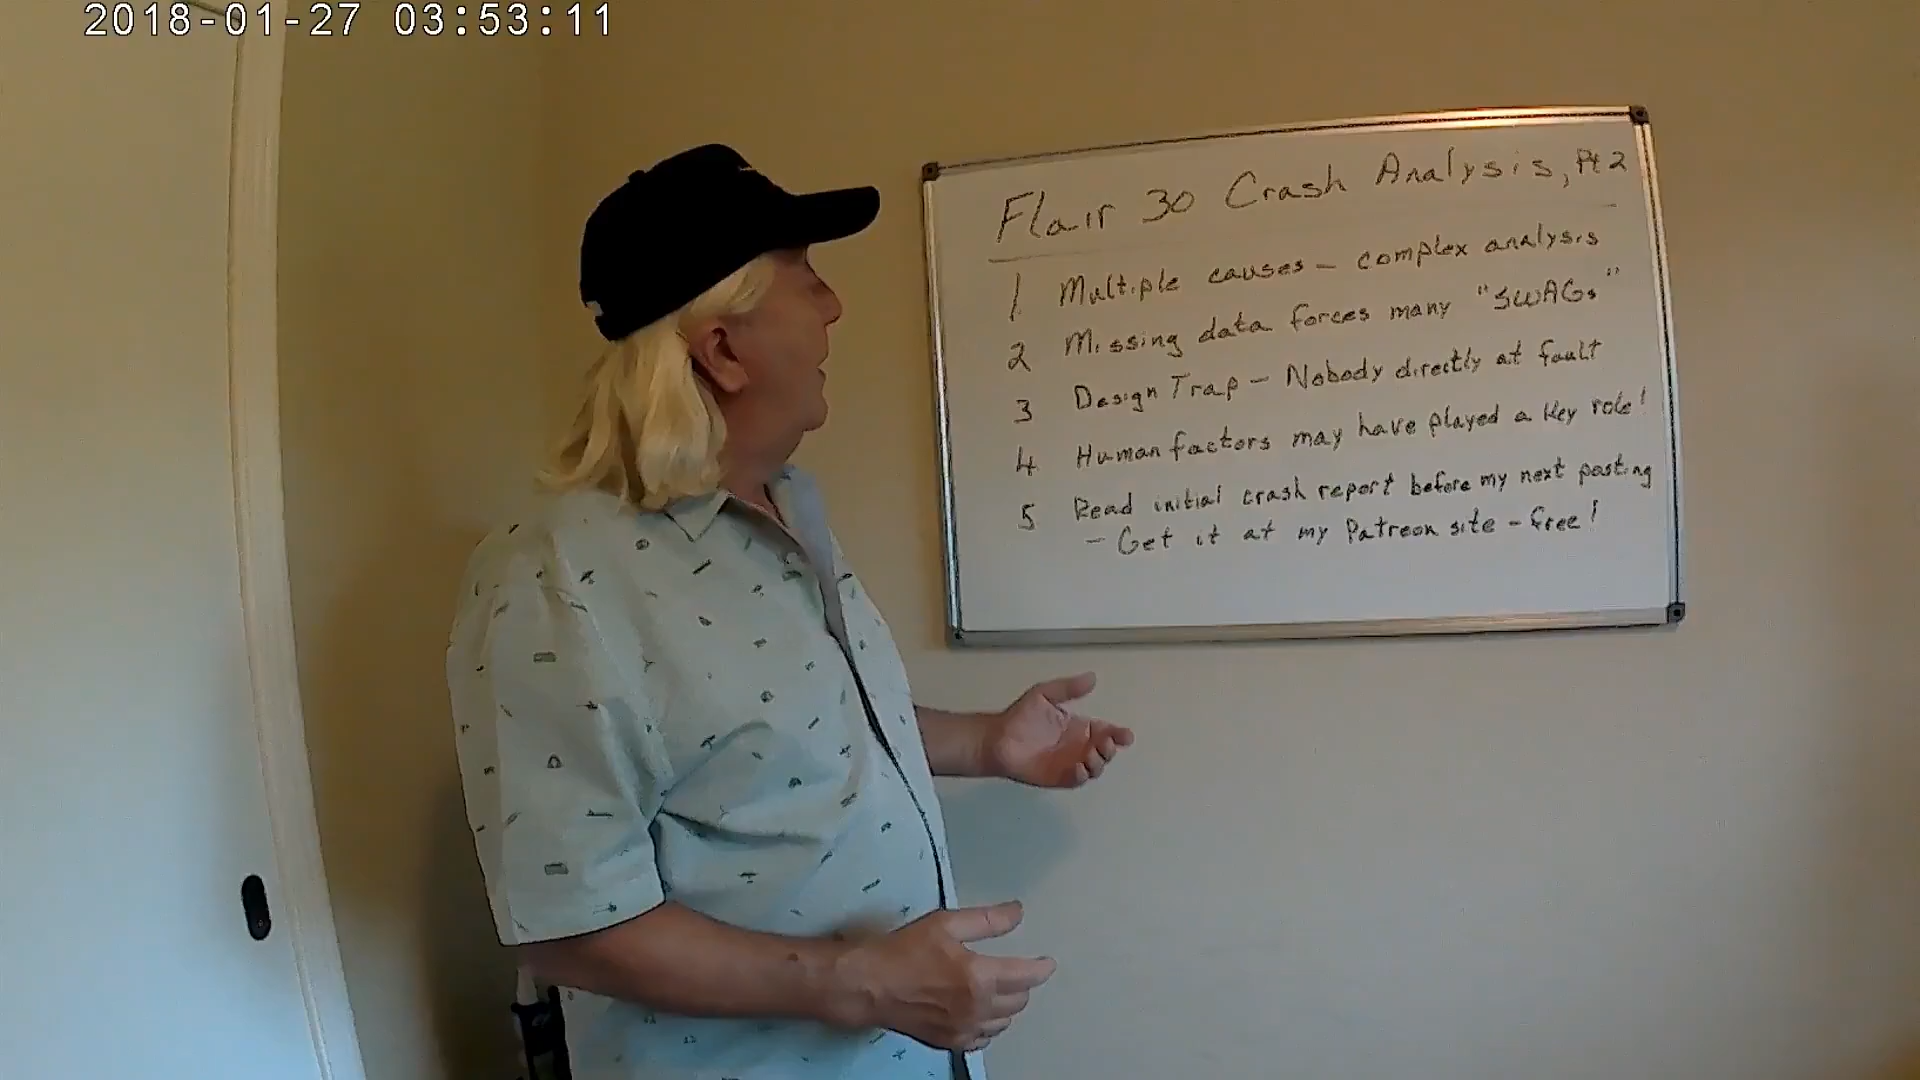 2018-01-27 03:53:11
Flair 30 Crash Analysis, Pt 2
1 Multiple causes - complex analysis
2 Missing data forces many "SWAGs"
3 Design Trap - Nobody directly at fault
4 Human factors may have played a key role!
5 Read initial crash report before my next posting
- Get it at my Patreon site - free!